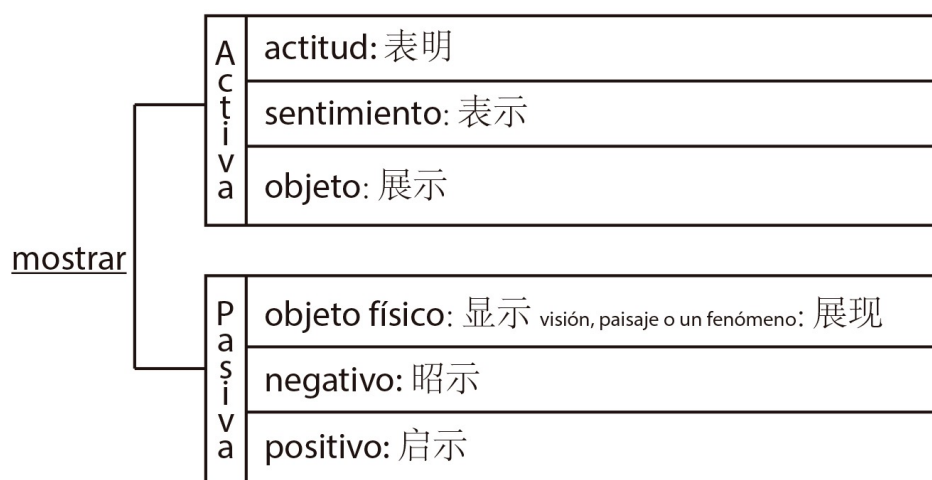 mostrar
Activa
actitud: 表明
sentimiento: 表示
objeto: 展示
Pasiva
objeto físico: 显示 visión, paisaje o un fenómeno: 展现
negativo: 昭示
positivo: 启示